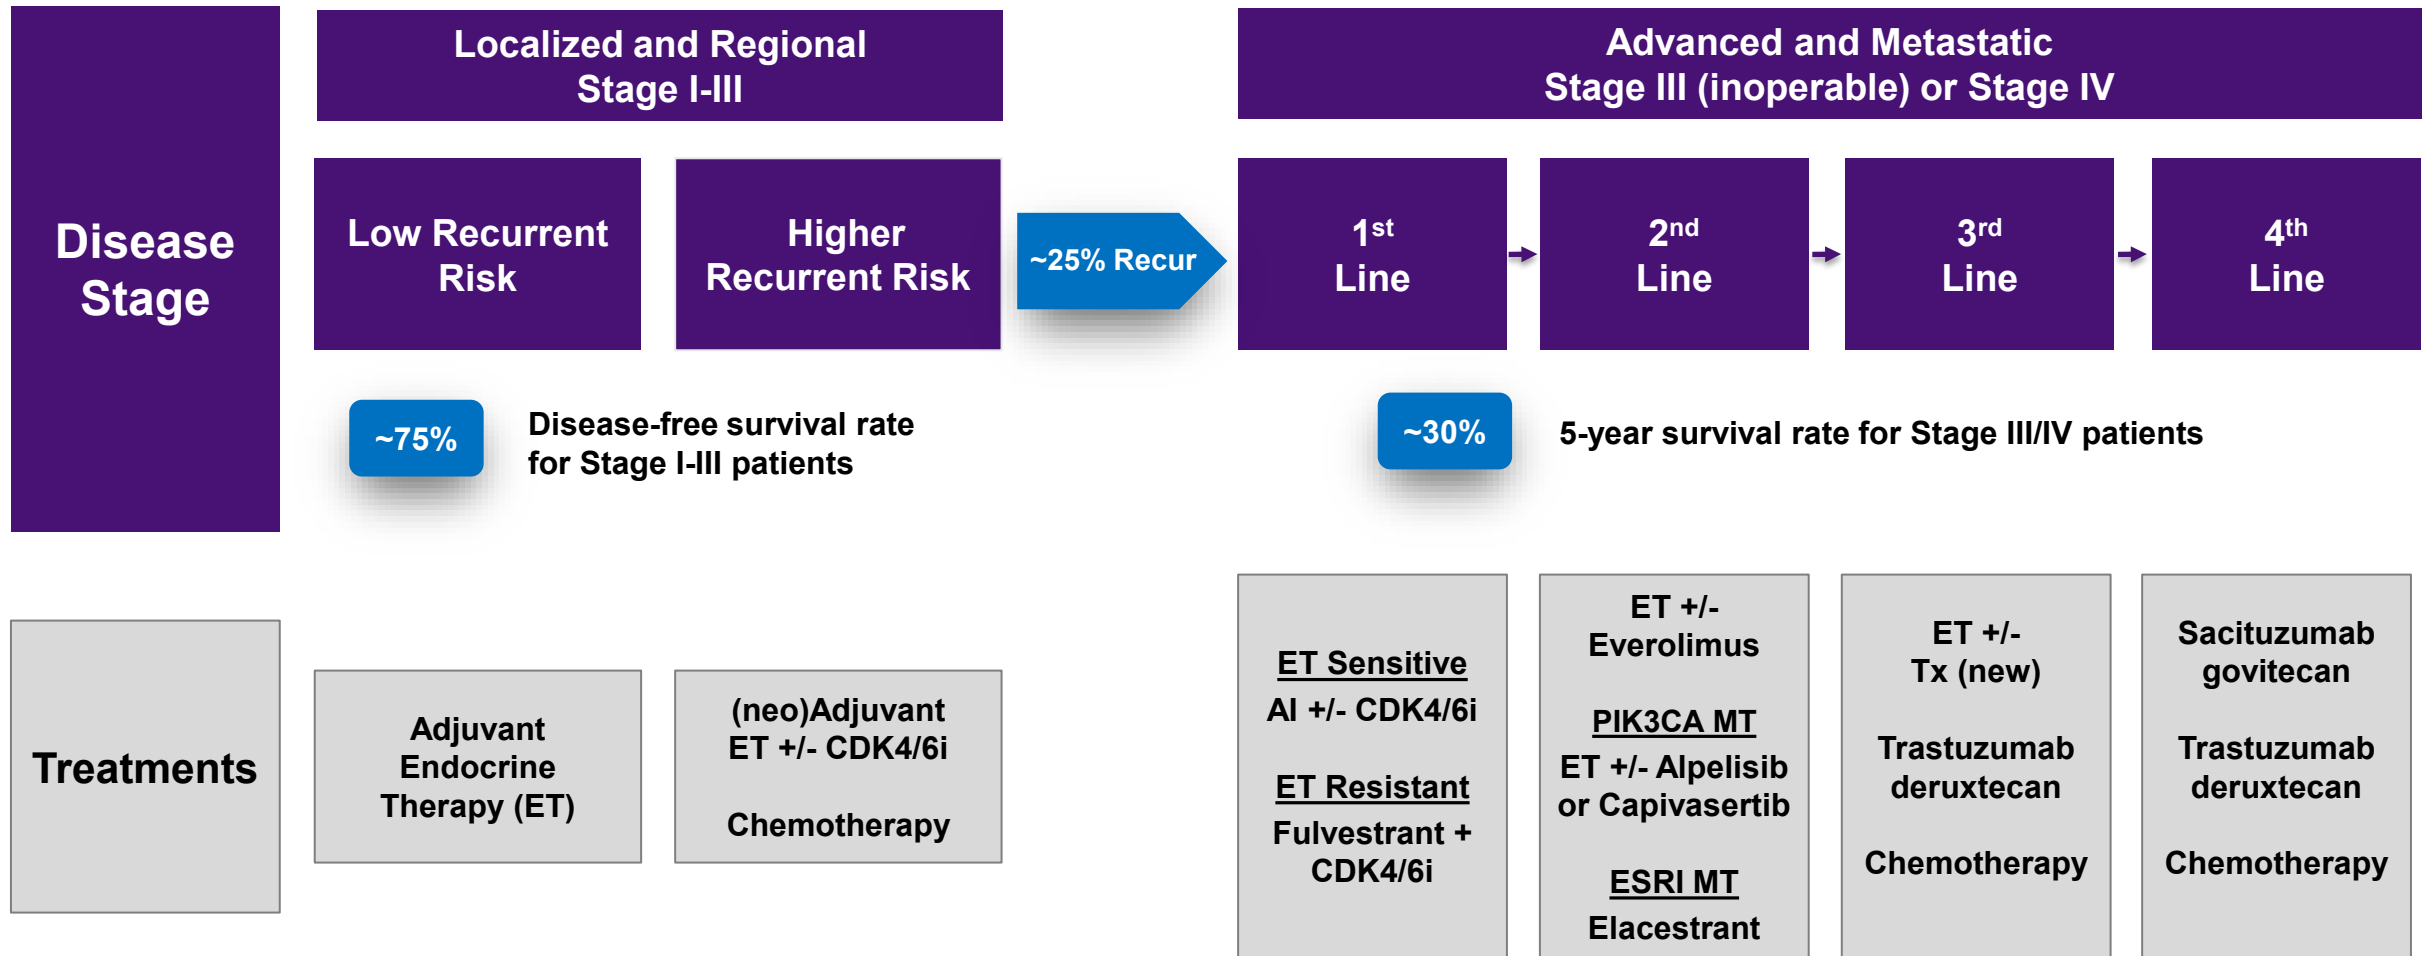 Disease
Stage
Localized and Regional
Stage I-III
Advanced and Metastatic
Stage III (inoperable) or Stage IV
Low Recurrent
Risk
Higher
Recurrent Risk
~25% Recur
1st
Line
2nd
Line
3rd
Line
4th
Line
~75%
Disease-free survival rate
for Stage I-III patients
~30%
5-year survival rate for Stage III/IV patients
Treatments
Adjuvant
Endocrine
Therapy (ET)
(neo)Adjuvant
ET +/- CDK4/6i
Chemotherapy
ET Sensitive
AI +/- CDK4/6i
ET Resistant
Fulvestrant +
CDK4/6i
ET +/-
Everolimus
PIK3CA MT
ET +/- Alpelisib
or Capivasertib
ESRI MT
Elacestrant
ET +/-
Tx (new)
Trastuzumab
deruxtecan
Chemotherapy
Sacituzumab
govitecan
Trastuzumab
deruxtecan
Chemotherapy